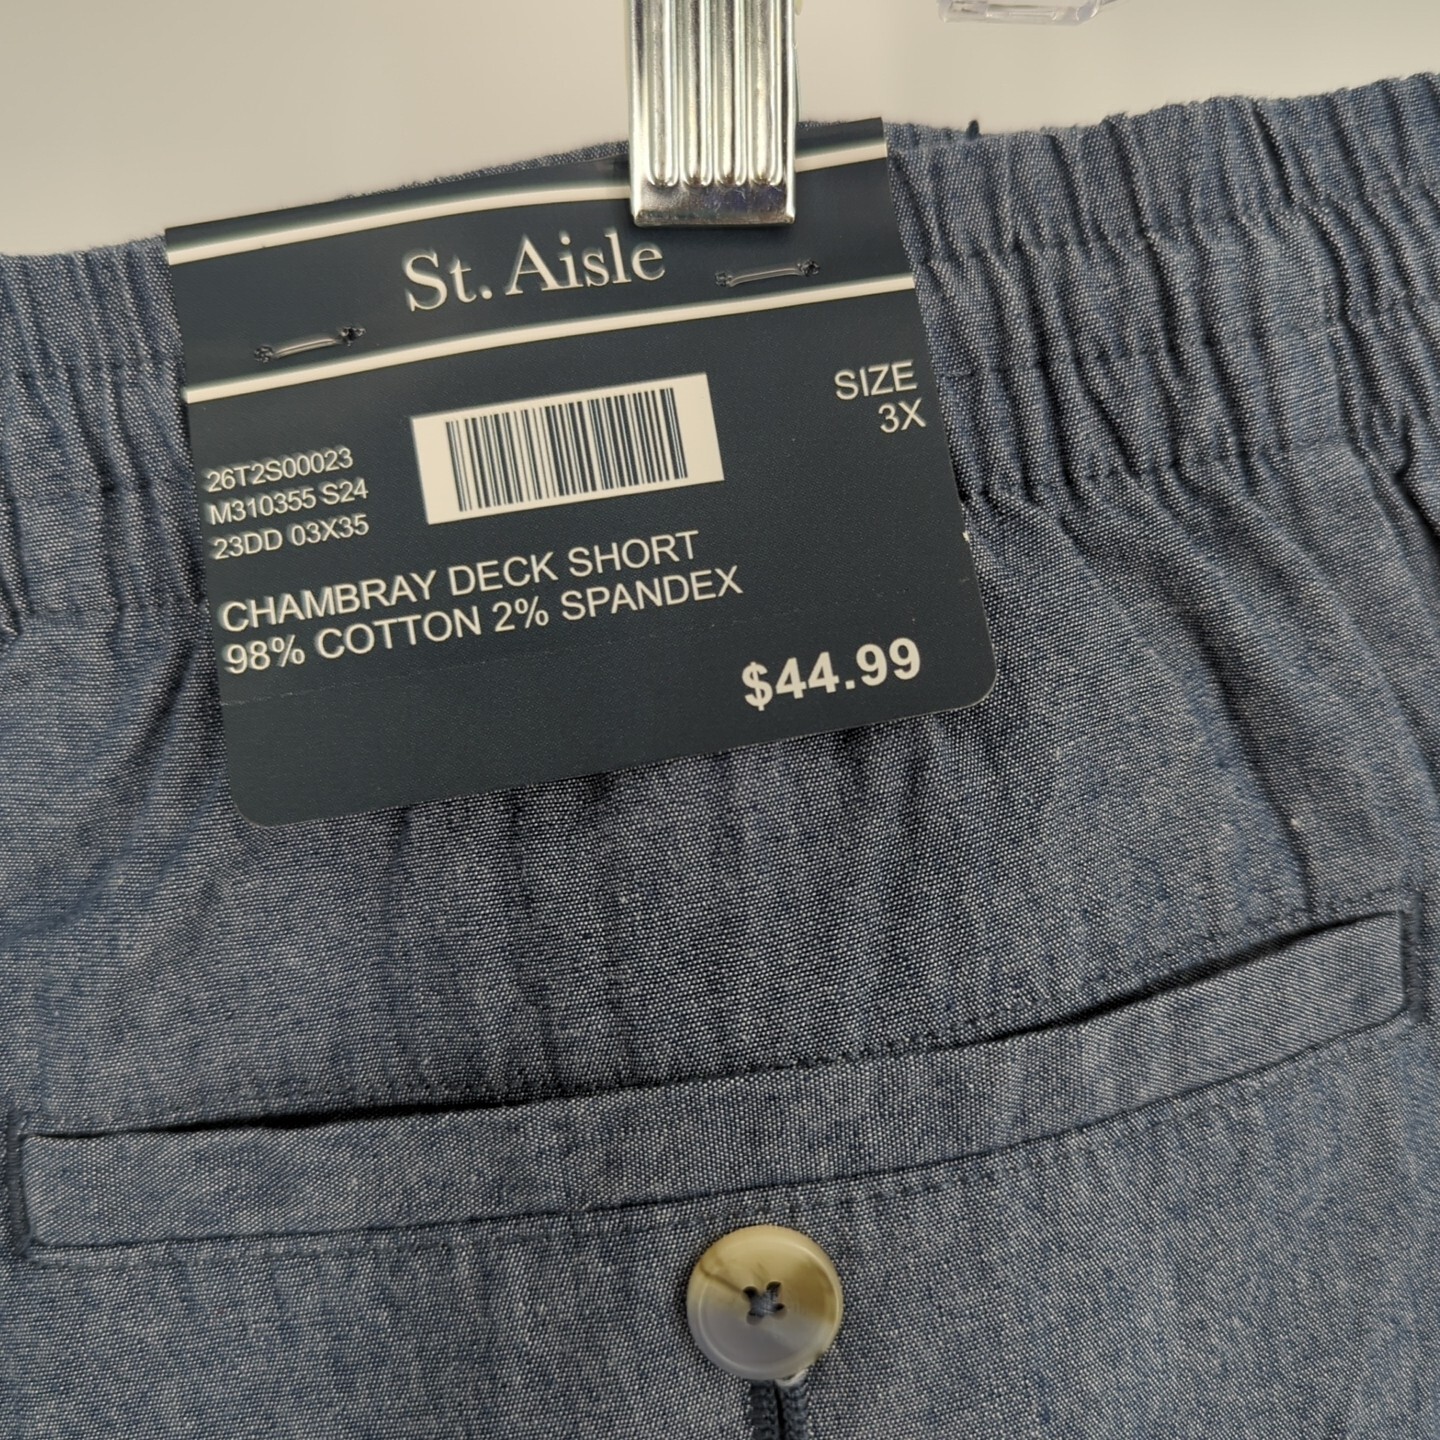 St. Aisle
SIZE
3X
26T2S00023
M310355 S24
23DD 03X35
CHAMBRAY DECK SHORT
98% COTTON 2% SPANDEX
$44.99